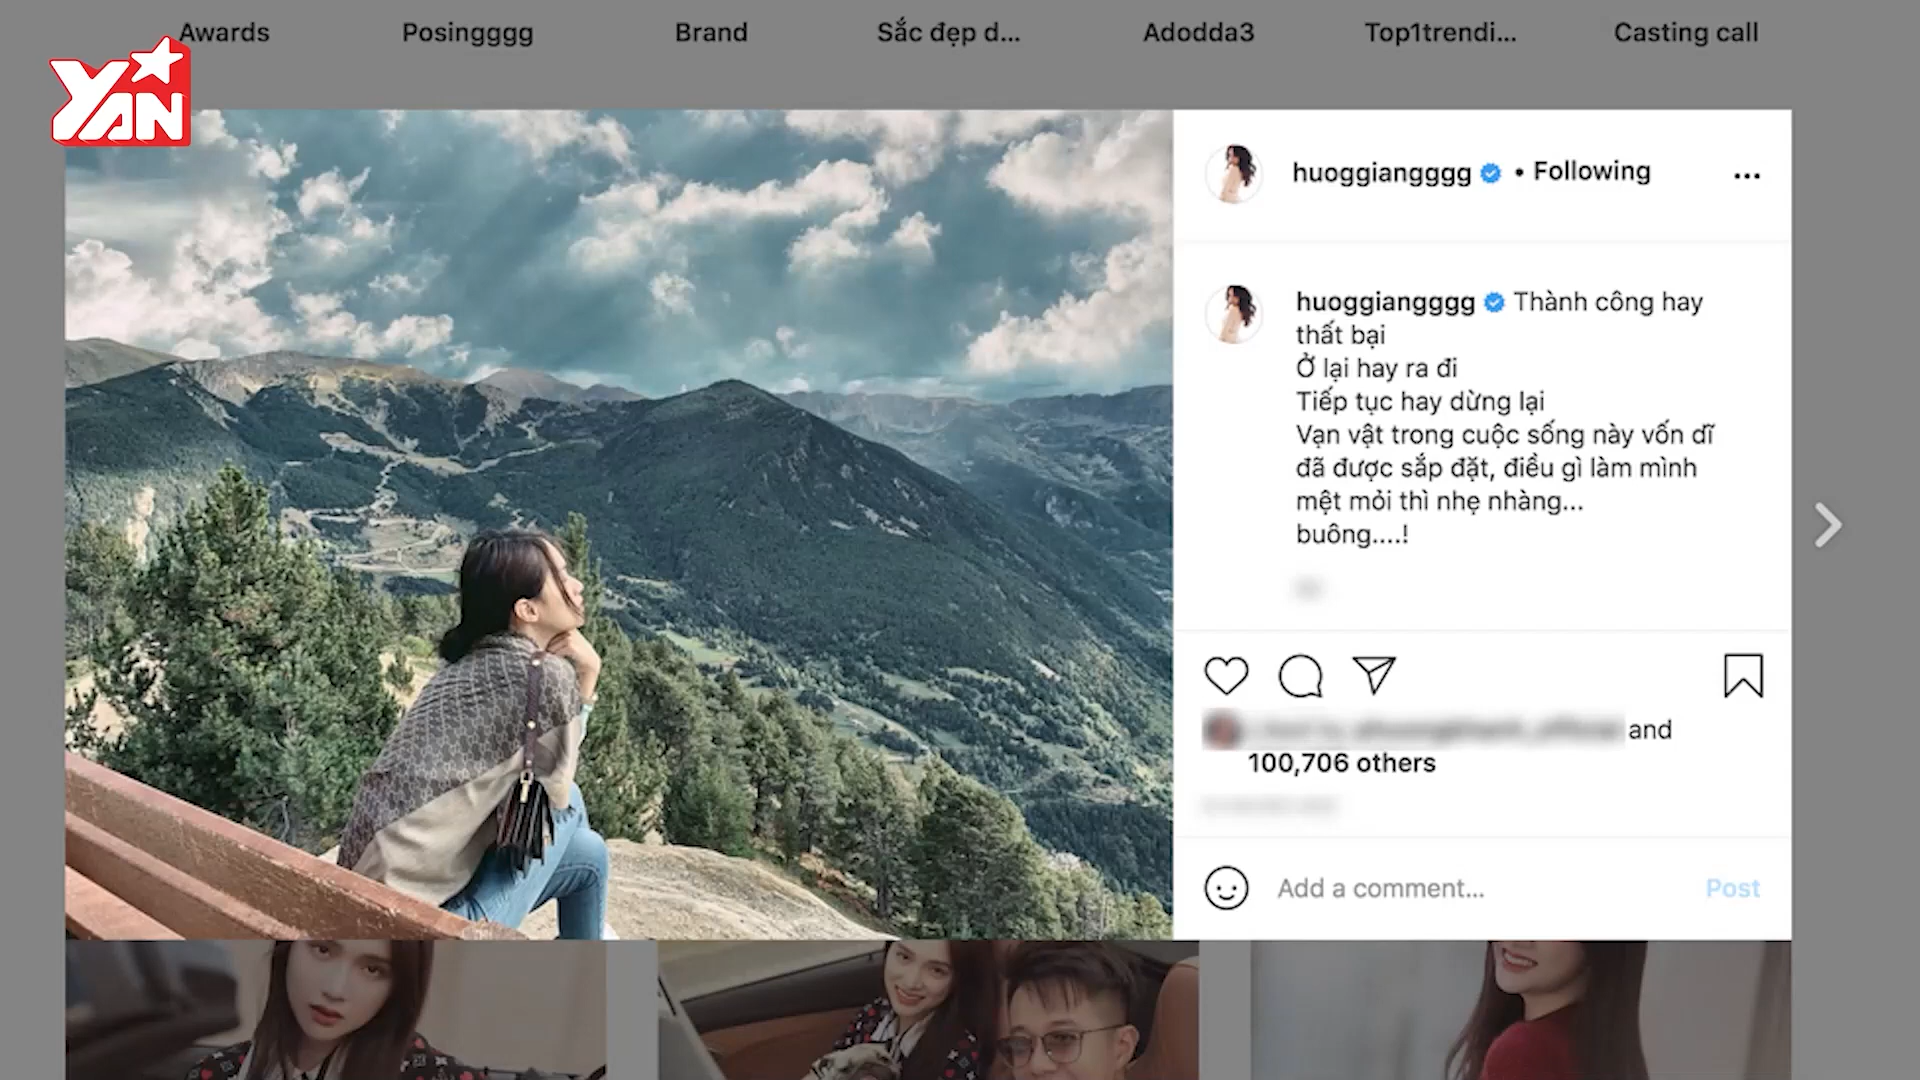 Awards
Posingggg
Brand
Sắc đẹp d...
Adodda3
Top1trendi...
Casting call
YAN
huoggiangggg • Following
huoggiangggg Thành công hay
thất bại
Ở lại hay ra đi
Tiếp tục hay dừng lại
Vạn vật trong cuộc sống này vốn dĩ
đã được sắp đặt, điều gì làm mình
mệt mỏi thì nhẹ nhàng...
buông....!
and
100,706 others
Add a comment...
Post